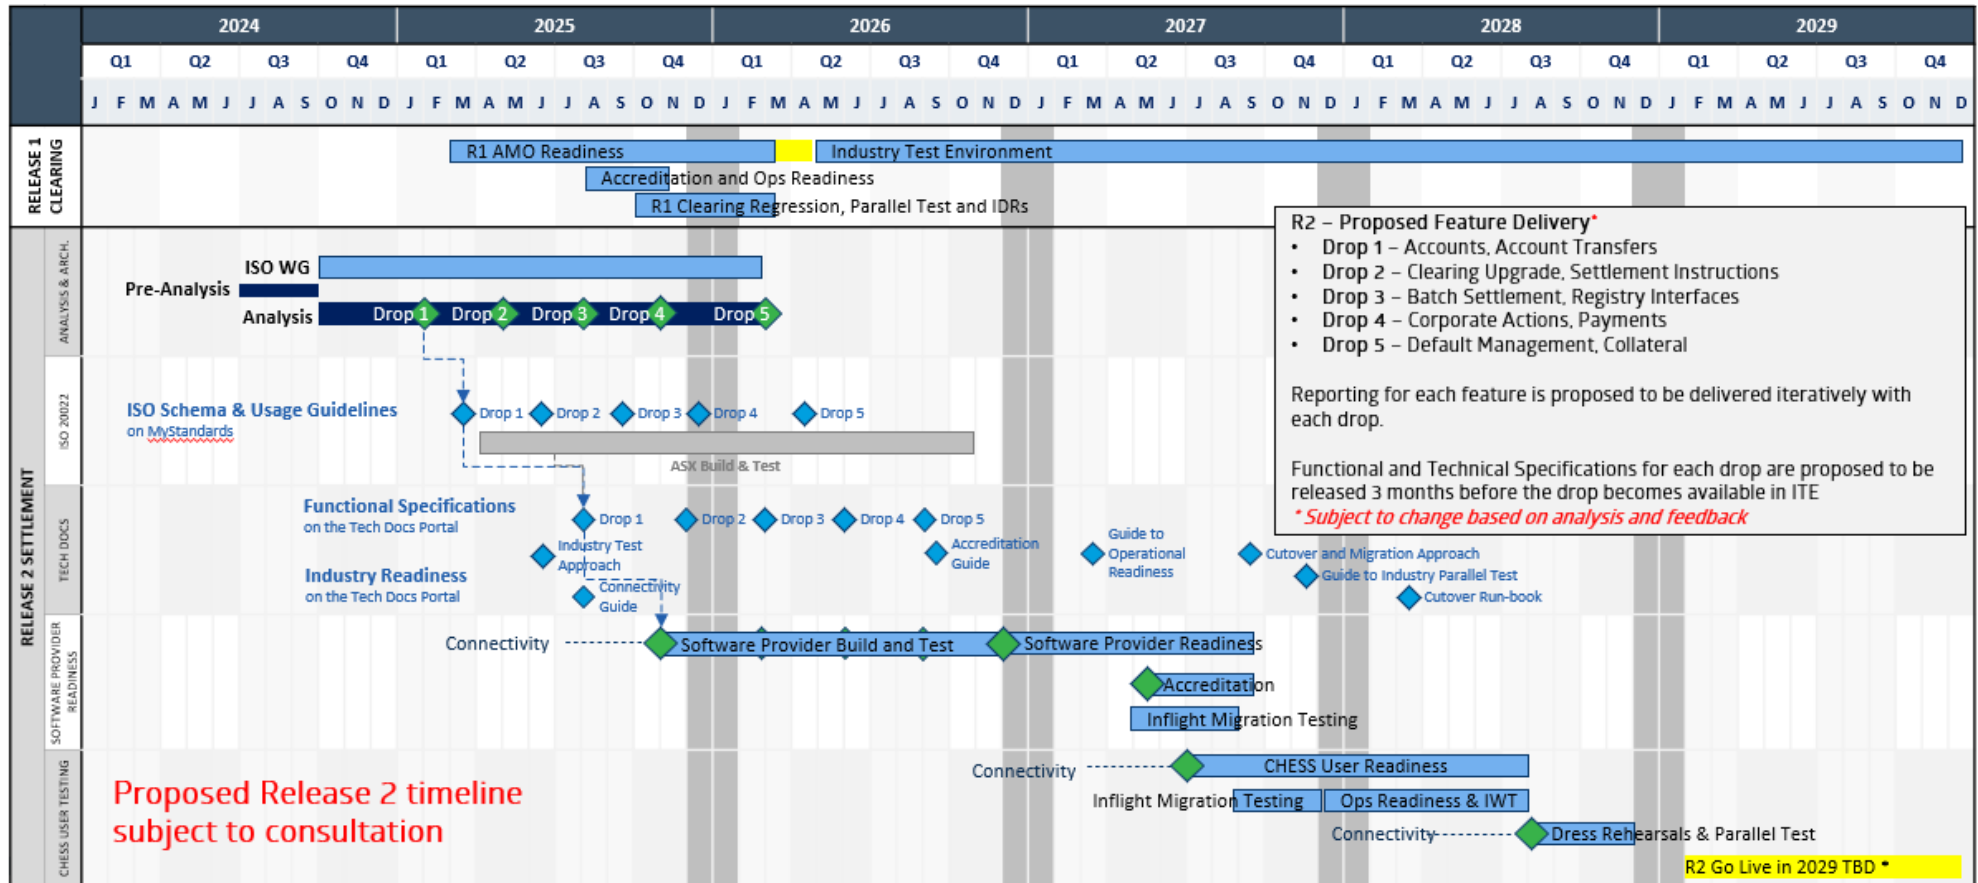 2024 2025 2026 2027 2028 2029
Q1 Q2 Q3 Q4 Q1 Q2 Q3 Q4 Q1 Q2 Q3 Q4 Q1 Q2 Q3 Q4 Q1 Q2 Q3 Q4 Q1 Q2 Q3 Q4
J F M A M J J A S O N D J F M A M J J A S O N D J F M A M J J A S O N D J F M A M J J A S O N D J F M A M J J A S O N D J F M A M J J A S O N D
RELEASE 1
CLEARING
R1 AMO Readiness
Industry Test Environment
Accreditation and Ops Readiness
R1 Clearing Regression, Parallel Test and IDRs
R2 – Proposed Feature Delivery*
• Drop 1 – Accounts, Account Transfers
• Drop 2 – Clearing Upgrade, Settlement Instructions
• Drop 3 – Batch Settlement, Registry Interfaces
• Drop 4 – Corporate Actions, Payments
• Drop 5 – Default Management, Collateral
Reporting for each feature is proposed to be delivered iteratively with
each drop.
Functional and Technical Specifications for each drop are proposed to be
released 3 months before the drop becomes available in ITE
* Subject to change based on analysis and feedback
RELEASE 2 SETTLEMENT
ANALYSIS & ARCH.
ISO WG
Pre-Analysis
Analysis
Drop 1 Drop 2 Drop 3 Drop 4 Drop 5
ISO 20022
ISO Schema & Usage Guidelines
on MyStandards
Drop 1 Drop 2 Drop 3 Drop 4 Drop 5
ASX Build & Test
TECH DOCS
Functional Specifications
on the Tech Docs Portal
Drop 1 Drop 2 Drop 3 Drop 4 Drop 5
Industry Readiness
on the Tech Docs Portal
Industry Test
Approach
Connectivity
Guide
Accreditation
Guide
Guide to
Operational
Readiness
Cutover and Migration Approach
Guide to Industry Parallel Test
Cutover Run-book
SOFTWARE PROVIDER
READINESS
Connectivity
Software Provider Build and Test
Software Provider Readiness
Accreditation
Inflight Migration Testing
CHESS USER TESTING
Connectivity
CHESS User Readiness
Inflight Migration Testing
Ops Readiness & IWT
Connectivity
Dress Rehearsals & Parallel Test
R2 Go Live in 2029 TBD *
Proposed Release 2 timeline
subject to consultation